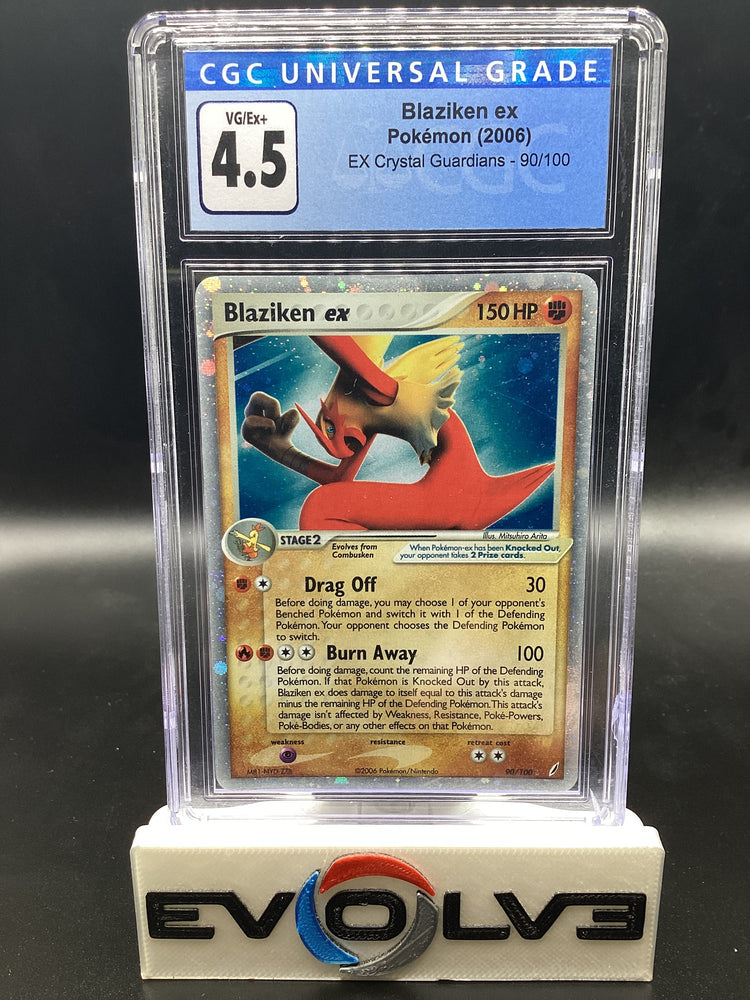 CGC UNIVERSAL GRADE
VG/Ex+
4.5
Blaziken ex
Pokémon (2006)
EX Crystal Guardians - 90/100
Blaziken ex
150 HP
Illus. Mitsuhiro Arita
STAGE 2
Evolves from
Combusken
When Pokémon-ex has been Knocked Out,
your opponent takes 2 Prize cards.
Drag Off 30
Before doing damage, you may choose 1 of your opponent's
Benched Pokémon and switch it with 1 of the Defending
Pokémon. Your opponent chooses the Defending Pokémon
to switch.
Burn Away 100
Before doing damage, count the remaining HP of the Defending
Pokémon. If that Pokémon is Knocked Out by this attack,
Blaziken ex does damage to itself equal to this attack's damage
minus the remaining HP of the Defending Pokémon. This attack's
damage isn't affected by Weakness, Resistance, Poké-Powers,
Poké-Bodies, or any other effects on that Pokémon.
weakness resistance retreat cost
©2006 Pokémon/Nintendo
90/100
EVOLVE